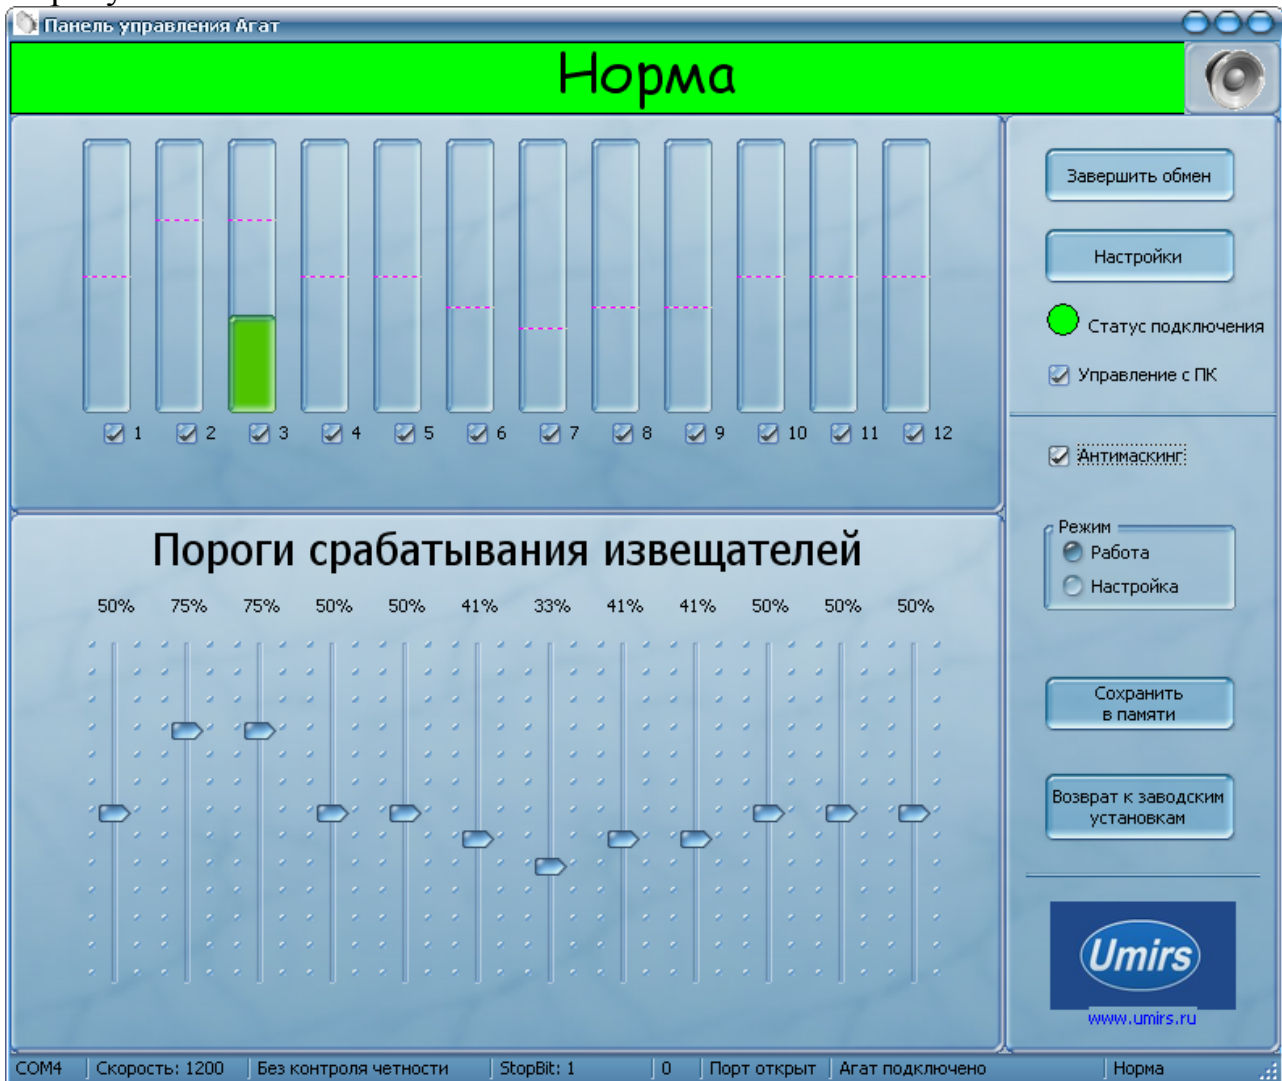 Панель управления Агат
Норма
Завершить обмен
Настройки
Статус подключения
Управление с ПК
1 2 3 4 5 6 7 8 9 10 11 12
Антимаскинг
Режим
Работа
Настройка
Пороги срабатывания извещателей
50% 75% 75% 50% 50% 41% 33% 41% 41% 50% 50% 50%
Сохранить
в памяти
Возврат к заводским
установкам
Umirs
www.umirs.ru
COM4 Скорость: 1200 Без контроля четности StopBit: 1 0 Порт открыт Агат подключено Норма